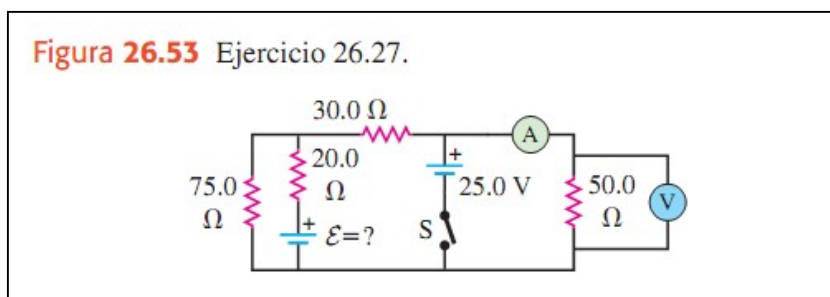 Figura 26.53 Ejercicio 26.27.
30.0 Ω
A
+
20.0
Ω
75.0
Ω
25.0 V
50.0
Ω
V
+
ℰ=?
S